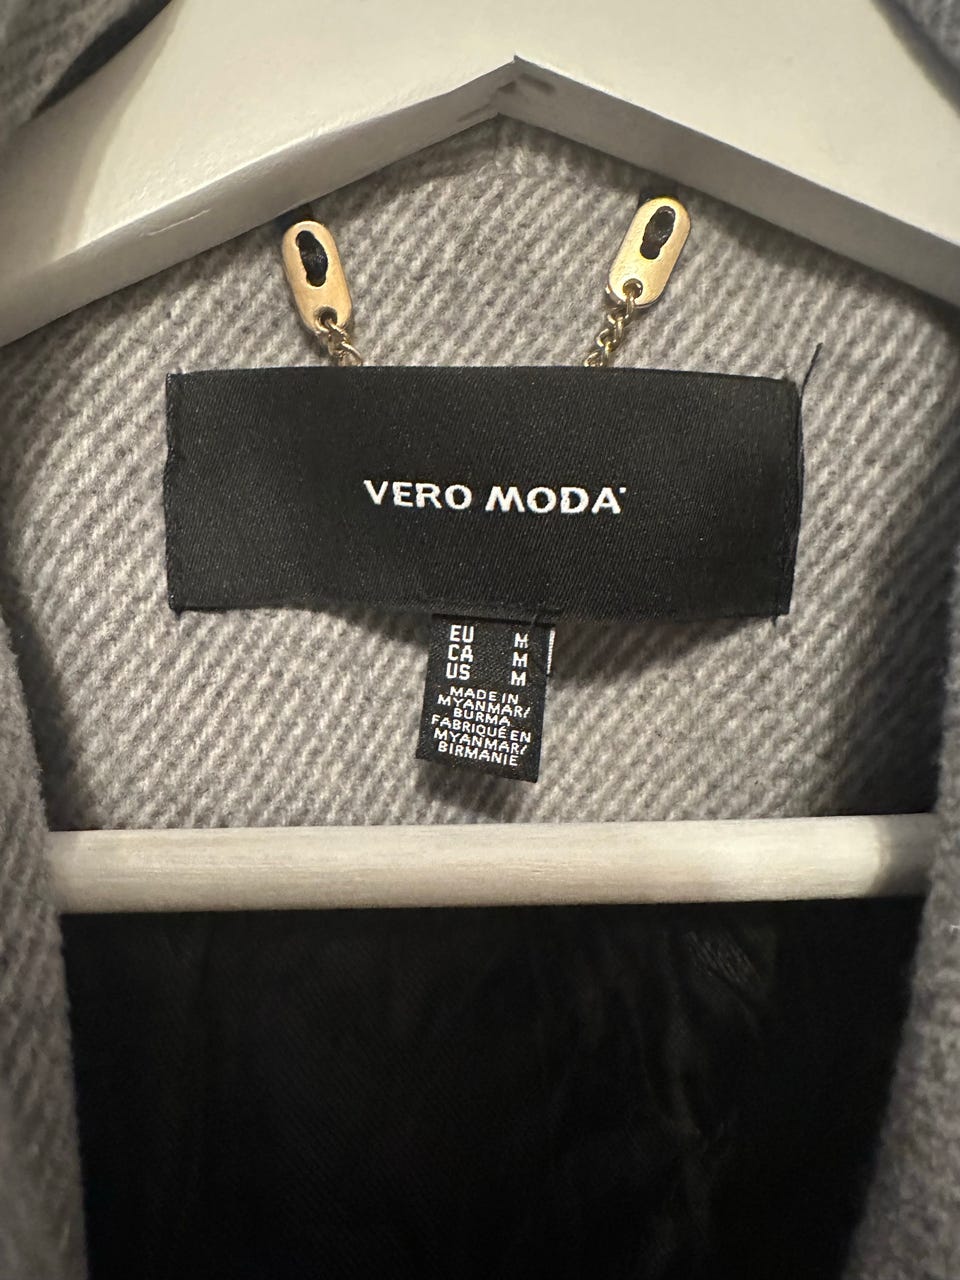 VERO MODA
EU M
CA M
US M
MADE IN
MYANMAR/
BURMA
FABRIQUÉ EN
MYANMAR/
BIRMANIE